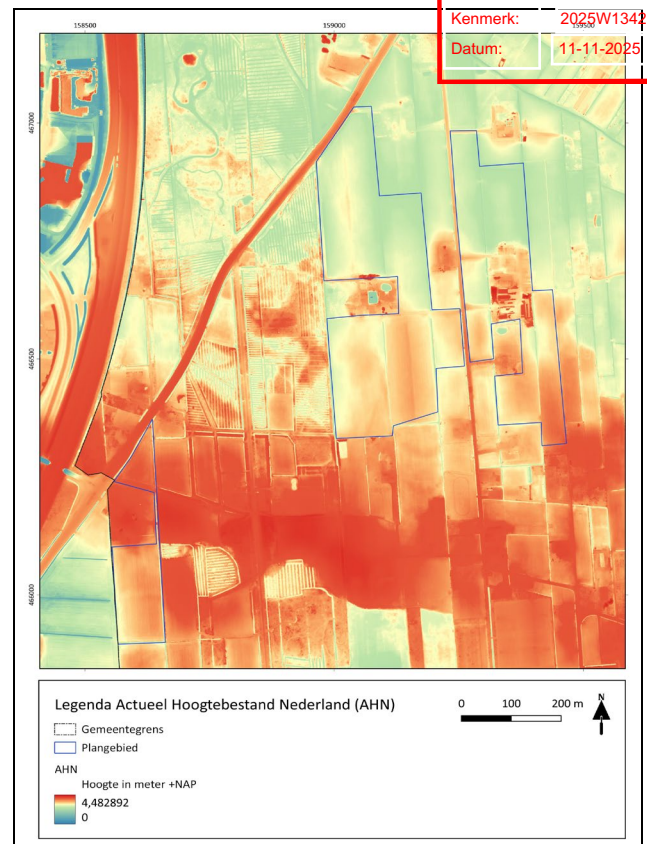 Kenmerk: 2025W1342
Datum: 11-11-2025
158500 159000 159500
467000
466500
466000
Legenda Actueel Hoogtebestand Nederland (AHN)
Gemeentegrens
Plangebied
AHN
Hoogte in meter +NAP
4,482892
0
0 100 200 m
N